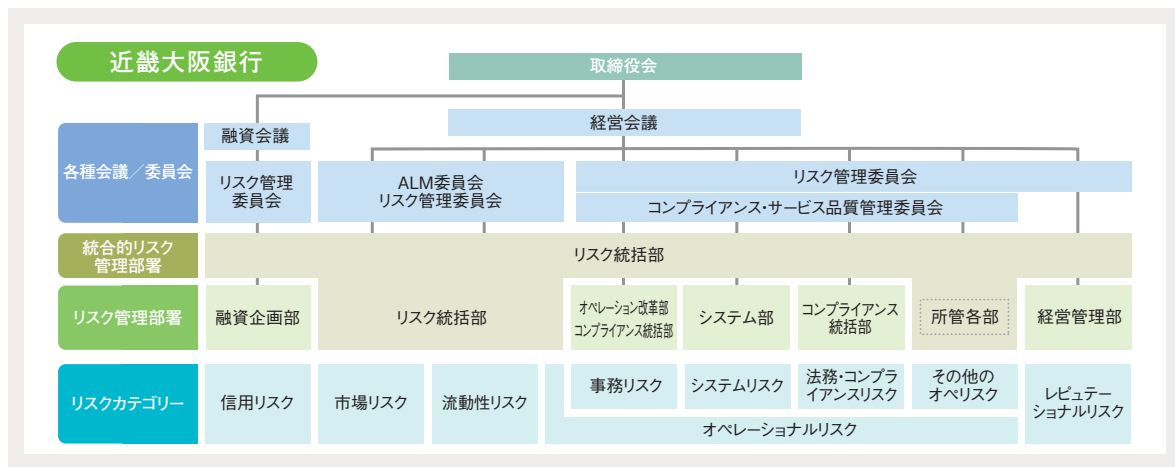 近畿大阪銀行
取締役会
各種会議／委員会
融資会議
経営会議
リスク管理
委員会
ALM委員会
リスク管理委員会
リスク管理委員会
コンプライアンス・サービス品質管理委員会
統合的リスク
管理部署
リスク統括部
リスク管理部署
融資企画部
リスク統括部
オペレーション改革部
コンプライアンス統括部
システム部
コンプライアンス
統括部
所管各部
経営管理部
リスクカテゴリー
信用リスク
市場リスク
流動性リスク
事務リスク
システムリスク
法務・コンプラ
イアンスリスク
その他の
オペリスク
オペレーショナルリスク
レピュテー
ショナルリスク